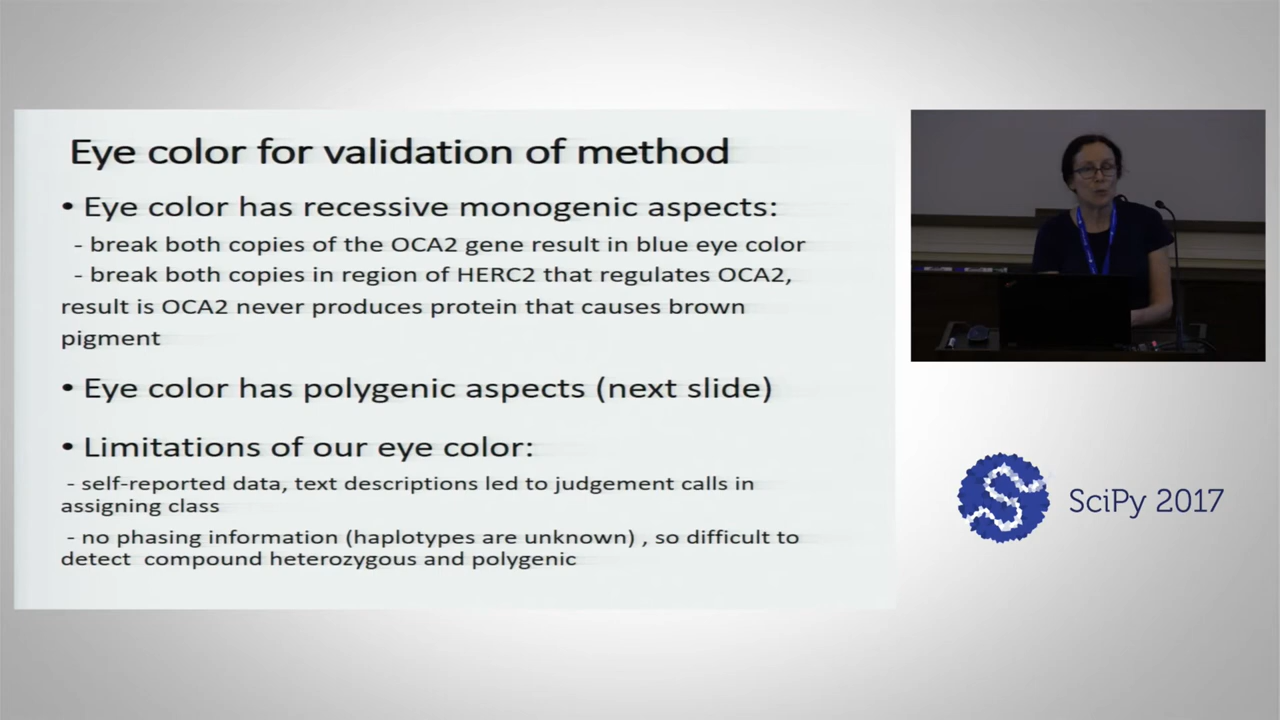 Eye color for validation of method
• Eye color has recessive monogenic aspects:
- break both copies of the OCA2 gene result in blue eye color
- break both copies in region of HERC2 that regulates OCA2,
result is OCA2 never produces protein that causes brown
pigment
• Eye color has polygenic aspects (next slide)
• Limitations of our eye color:
- self-reported data, text descriptions led to judgement calls in
assigning class
- no phasing information (haplotypes are unknown) , so difficult to
detect compound heterozygous and polygenic
SciPy 2017